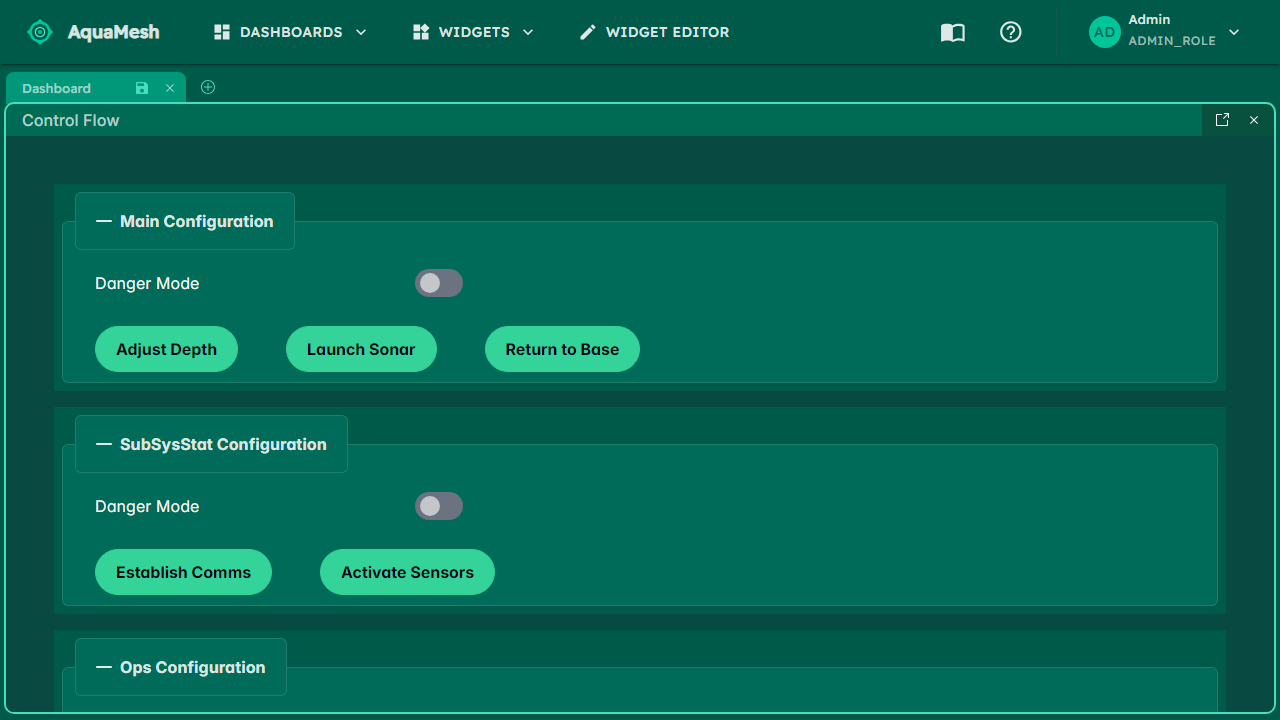 AquaMesh
DASHBOARDS
WIDGETS
WIDGET EDITOR
AD
Admin
ADMIN_ROLE
Dashboard
Control Flow
Main Configuration
Danger Mode
Adjust Depth
Launch Sonar
Return to Base
SubSysStat Configuration
Danger Mode
Establish Comms
Activate Sensors
Ops Configuration